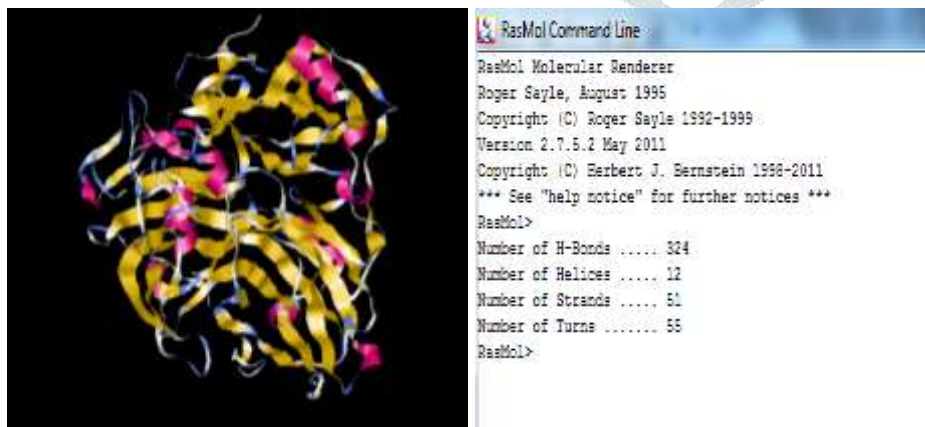 RasMol Command Line
RasMol Molecular Renderer
Roger Sayle, August 1995
Copyright (C) Roger Sayle 1992-1999
Version 2.7.5.2 May 2011
Copyright (C) Herbert J. Bernstein 1998-2011
*** See "help notice" for further notices ***
RasMol>
Number of H-Bonds ..... 324
Number of Helices ..... 12
Number of Strands ..... 51
Number of Turns ....... 55
RasMol>